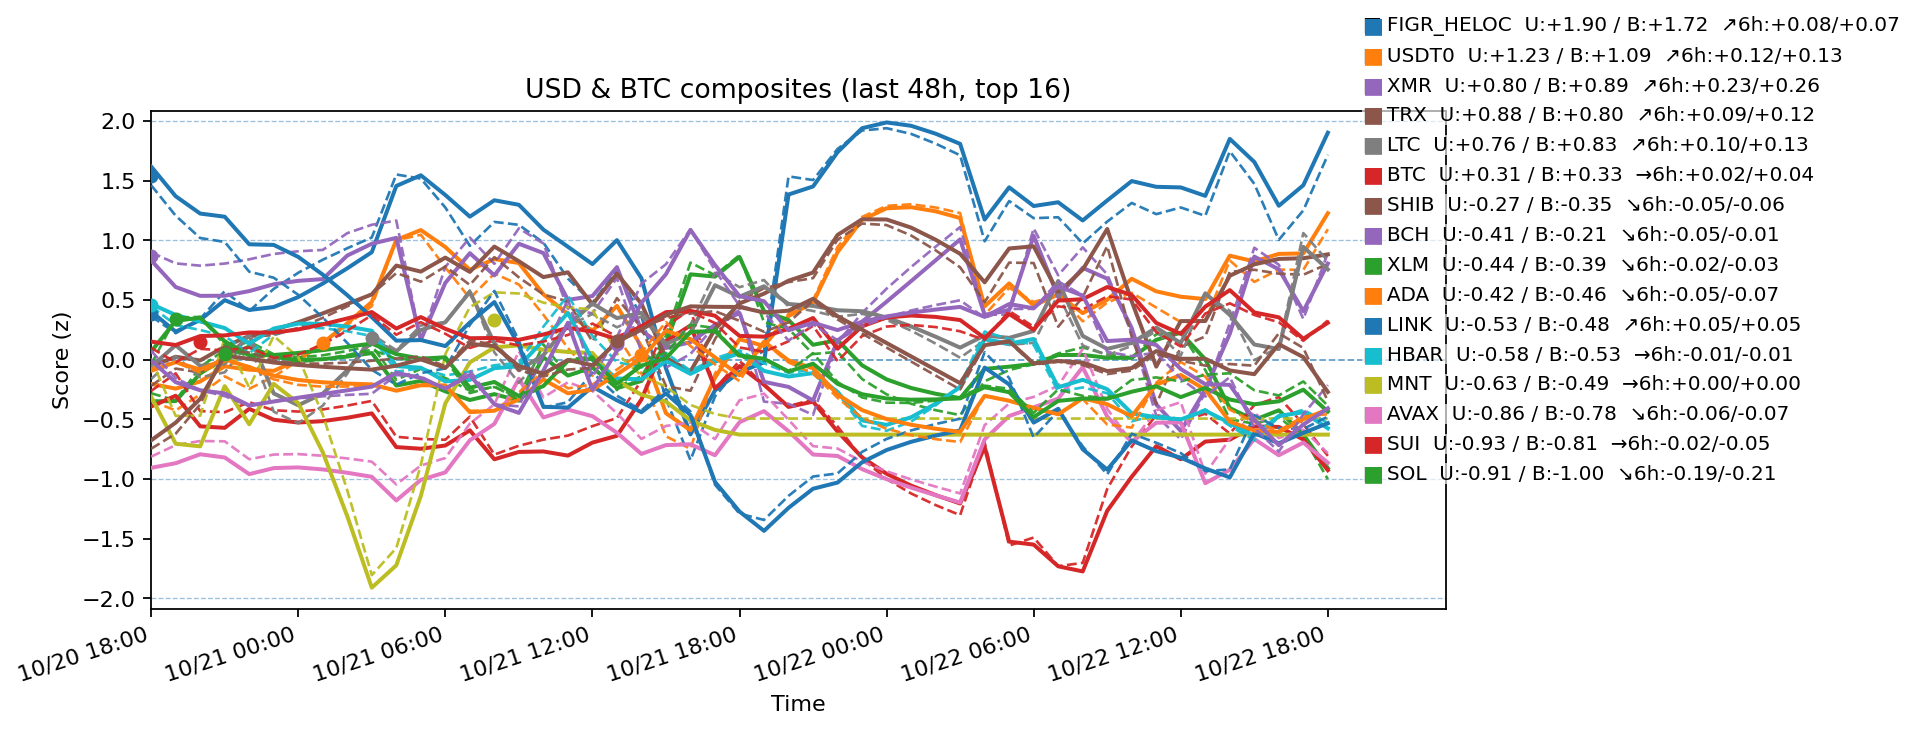 FIGR_HELOC U:+1.90 / B:+1.72 ↗6h:+0.08/+0.07
USDT0 U:+1.23 / B:+1.09 ↗6h:+0.12/+0.13
XMR U:+0.80 / B:+0.89 ↗6h:+0.23/+0.26
TRX U:+0.88 / B:+0.80 ↗6h:+0.09/+0.12
LTC U:+0.76 / B:+0.83 ↗6h:+0.10/+0.13
BTC U:+0.31 / B:+0.33 →6h:+0.02/+0.04
SHIB U:-0.27 / B:-0.35 ↘6h:-0.05/-0.06
BCH U:-0.41 / B:-0.21 ↘6h:-0.05/-0.01
XLM U:-0.44 / B:-0.39 ↘6h:-0.02/-0.03
ADA U:-0.42 / B:-0.46 ↘6h:-0.05/-0.07
LINK U:-0.53 / B:-0.48 ↗6h:+0.05/+0.05
HBAR U:-0.58 / B:-0.53 →6h:-0.01/-0.01
MNT U:-0.63 / B:-0.49 →6h:+0.00/+0.00
AVAX U:-0.86 / B:-0.78 ↘6h:-0.06/-0.07
SUI U:-0.93 / B:-0.81 →6h:-0.02/-0.05
SOL U:-0.91 / B:-1.00 ↘6h:-0.19/-0.21
USD & BTC composites (last 48h, top 16)
Score (z)
2.0
1.5
1.0
0.5
0.0
−0.5
−1.0
−1.5
−2.0
10/20 18:00
10/21 00:00
10/21 06:00
10/21 12:00
10/21 18:00
10/22 00:00
10/22 06:00
10/22 12:00
10/22 18:00
Time